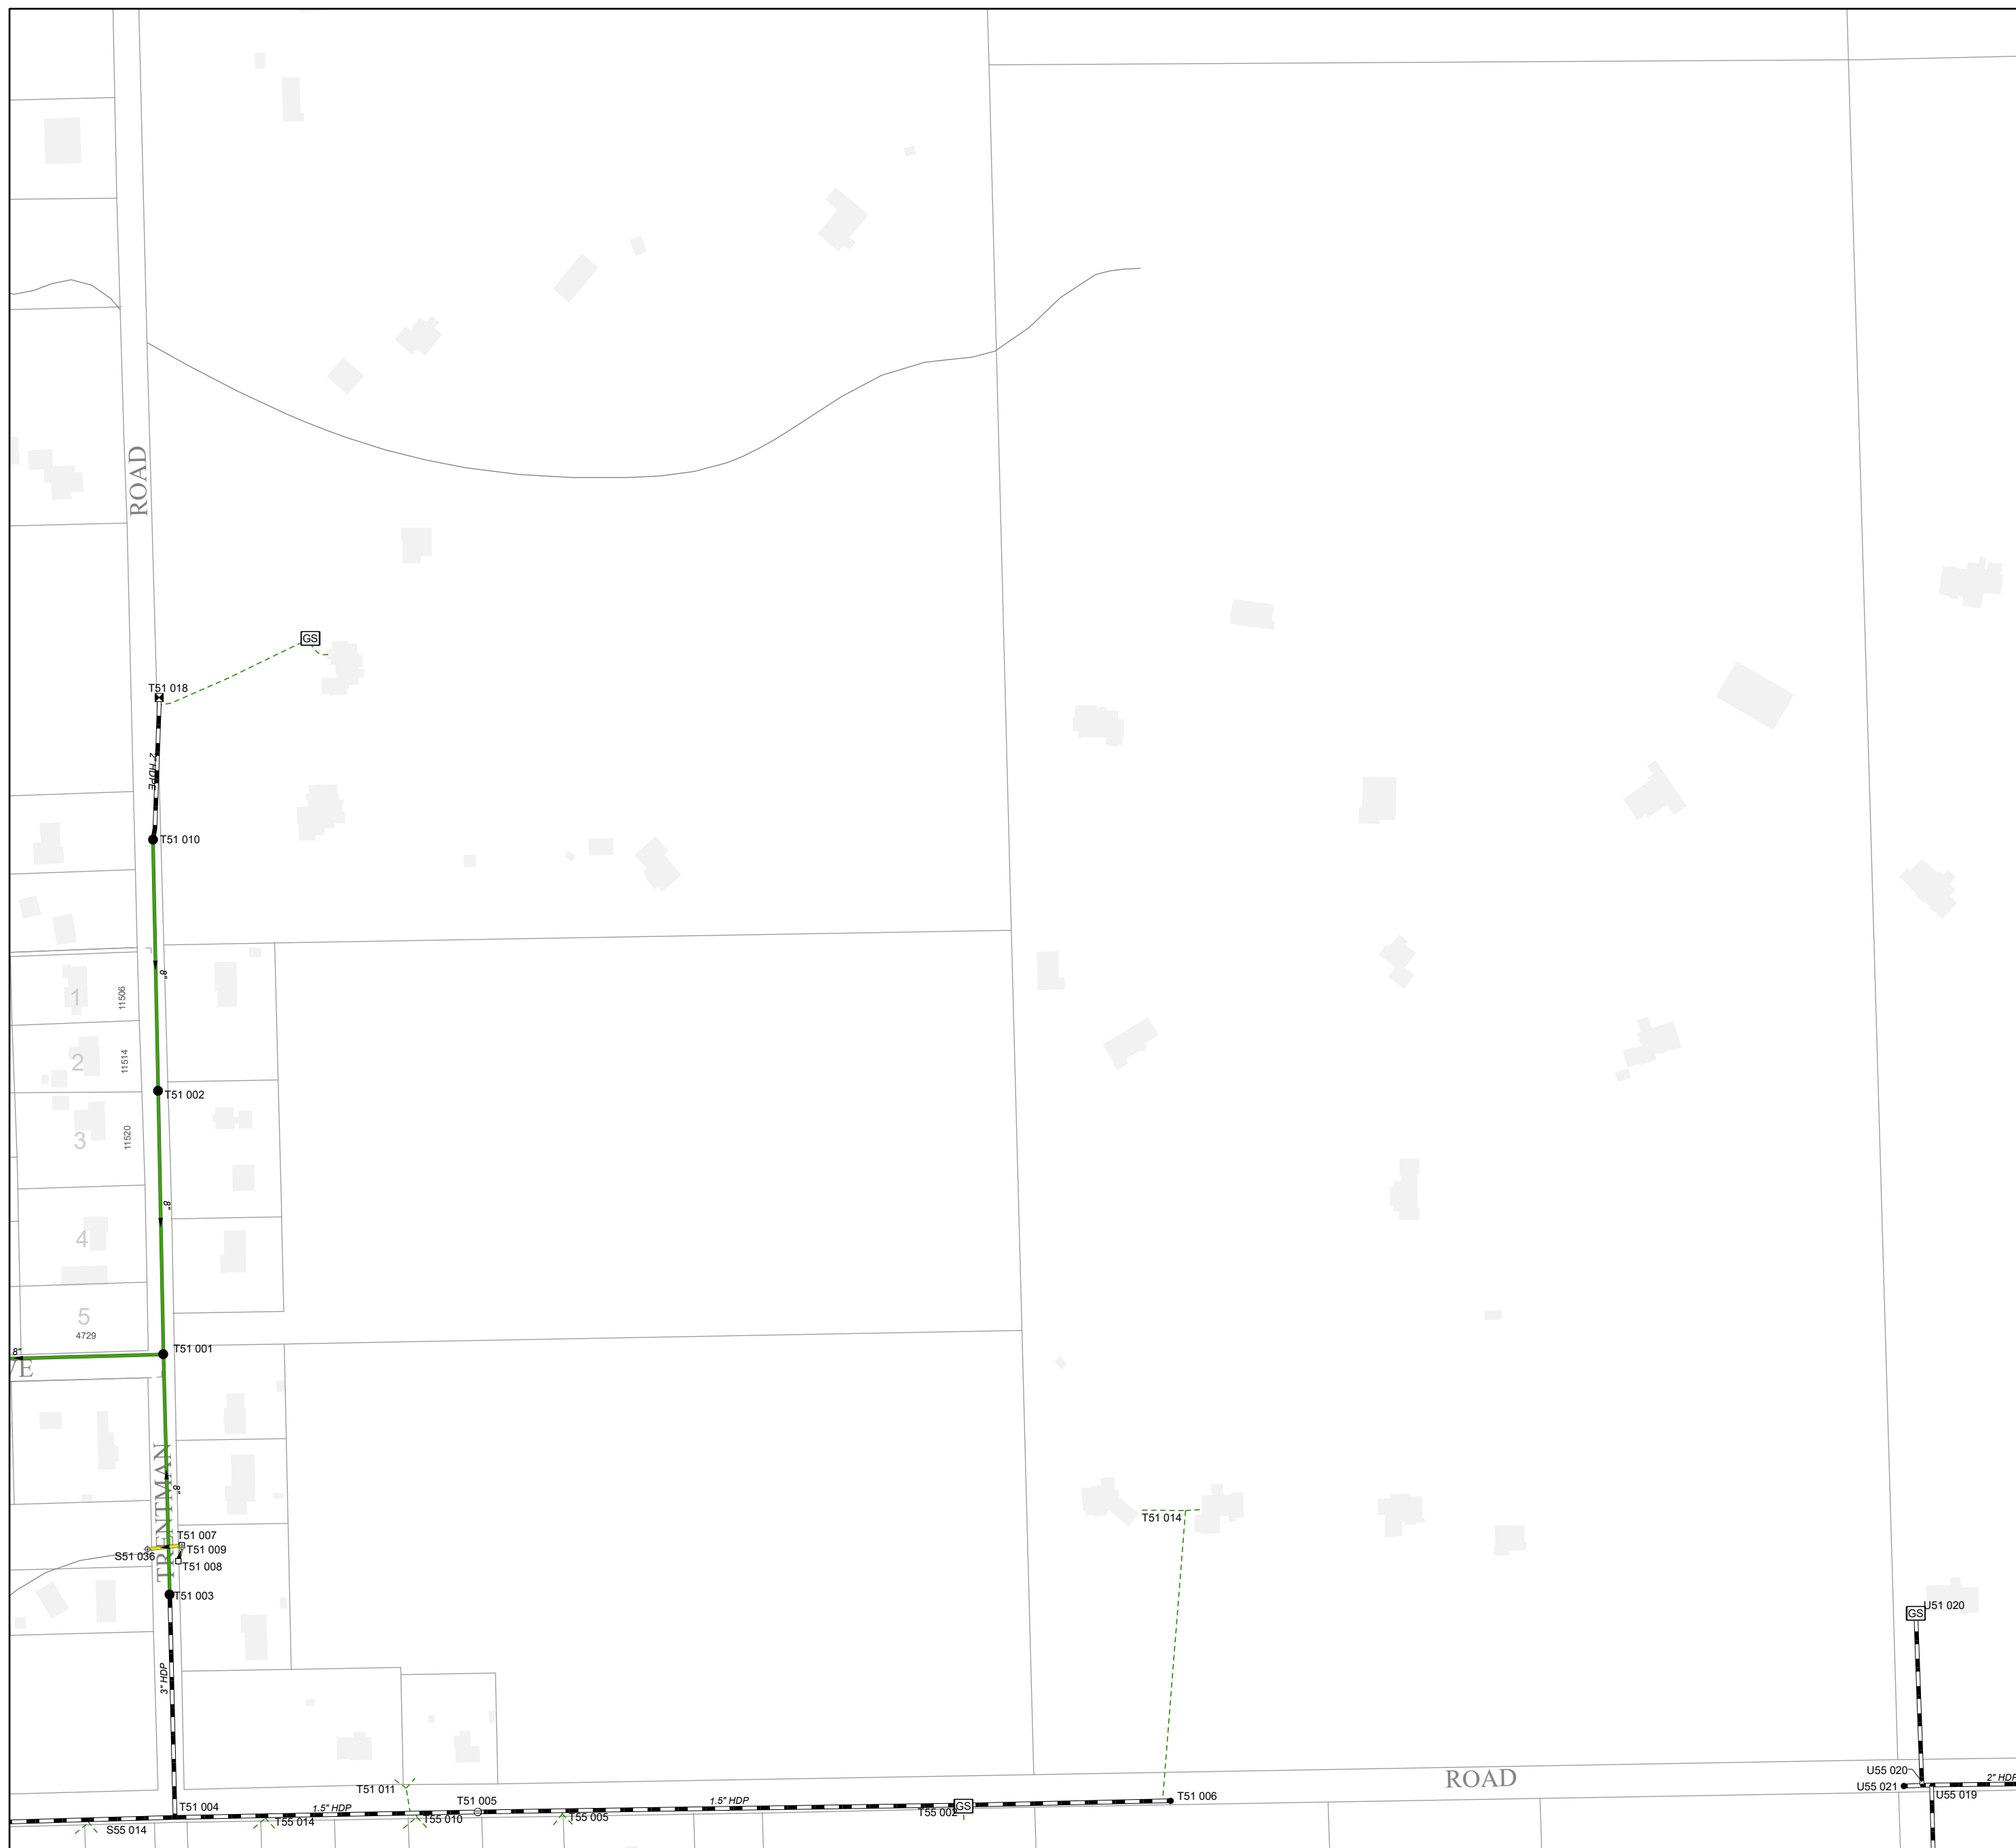 ROAD
GS
T51 018
2" HDPE
T51 010
8"
1
11506
2
11514
T51 002
3
11520
8"
4
5
4729
T51 001
8"
VE
TRENTMAN
8"
T51 007
S51 036
T51 009
T51 008
T51 003
T51 014
U51 020
GS
3" HDP
ROAD
U55 020
2" HDP
U55 021
U55 019
T51 011
T51 005
T51 006
T51 004
1.5" HDP
1.5" HDP
GS
T55 002
T55 014
T55 010
T55 005
S55 014